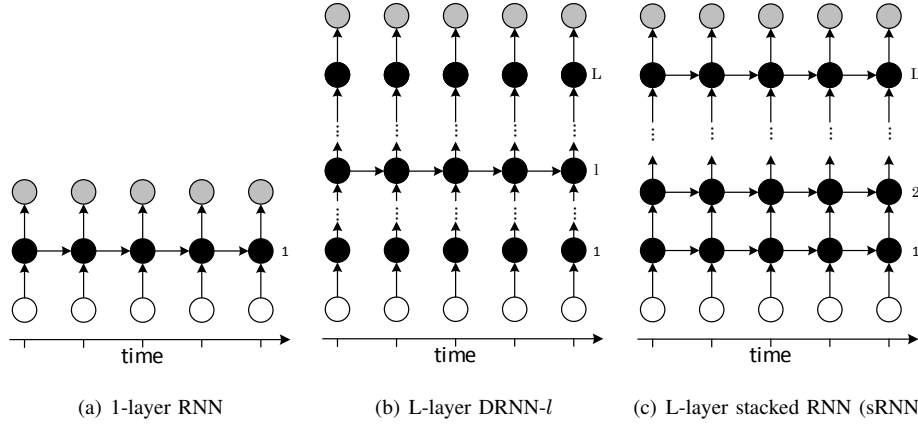 L
L
l
2
1
1
1
time
time
time
(a) 1-layer RNN
(b) L-layer DRNN-l
(c) L-layer stacked RNN (sRNN